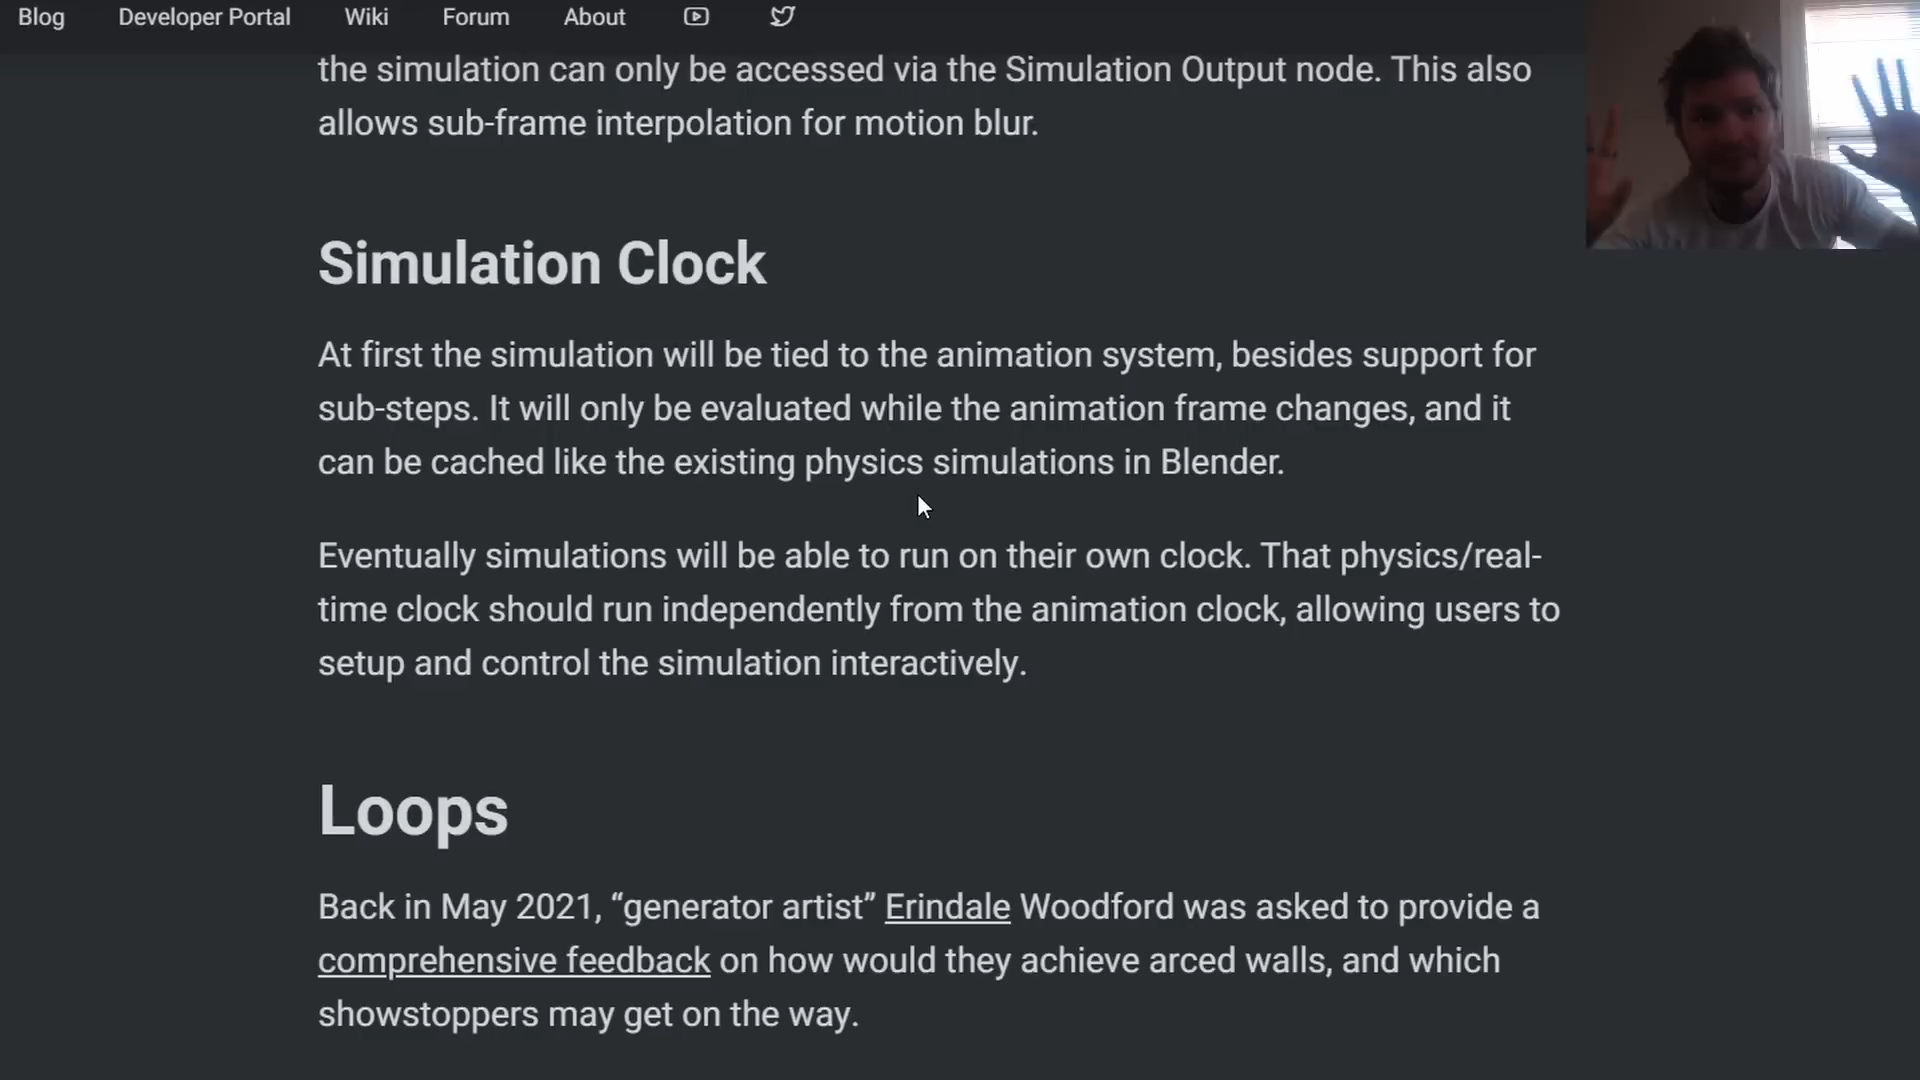 Blog Developer Portal Wiki Forum About
the simulation can only be accessed via the Simulation Output node. This also
allows sub-frame interpolation for motion blur.
Simulation Clock
At first the simulation will be tied to the animation system, besides support for
sub-steps. It will only be evaluated while the animation frame changes, and it
can be cached like the existing physics simulations in Blender.
Eventually simulations will be able to run on their own clock. That physics/real-
time clock should run independently from the animation clock, allowing users to
setup and control the simulation interactively.
Loops
Back in May 2021, “generator artist” Erindale Woodford was asked to provide a
comprehensive feedback on how would they achieve arced walls, and which
showstoppers may get on the way.